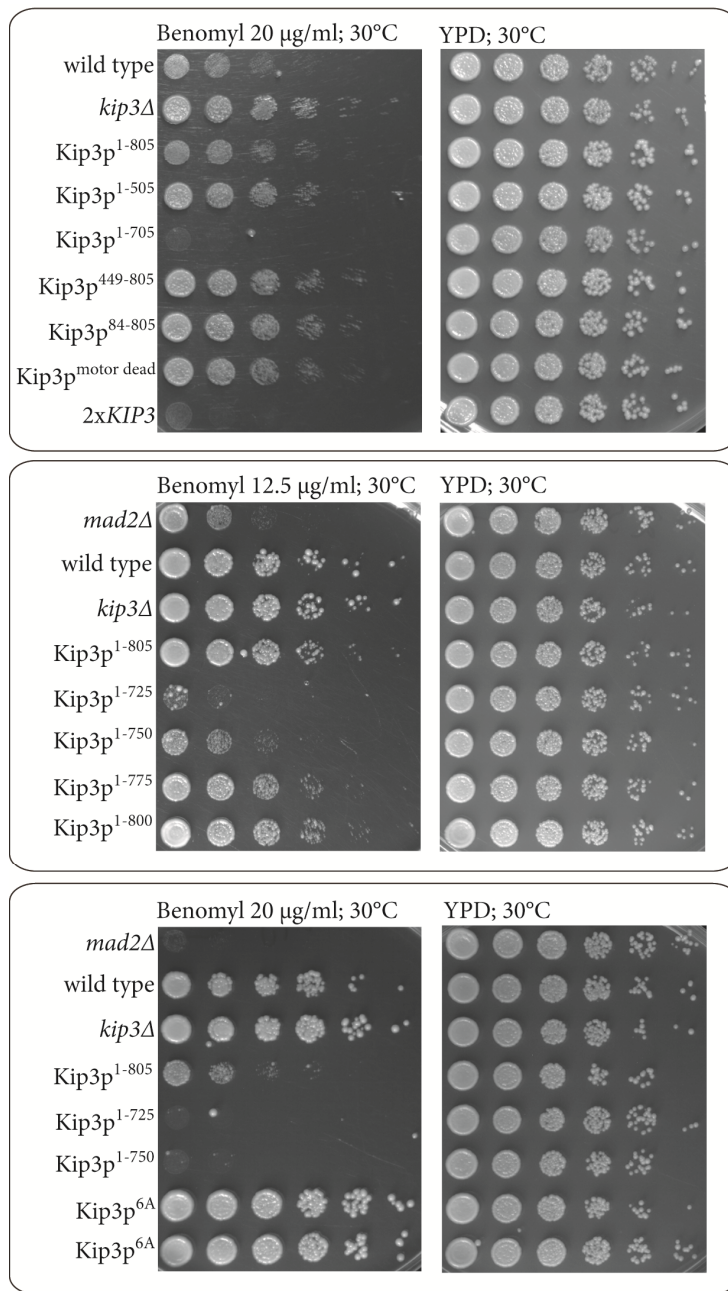 Benomyl 20 µg/ml; 30°C YPD; 30°C
wild type
kip3Δ
Kip3p1-805
Kip3p1-505
Kip3p1-705
Kip3p449-805
Kip3p84-805
Kip3pmotor dead
2xKIP3
Benomyl 12.5 µg/ml; 30°C YPD; 30°C
mad2Δ
wild type
kip3Δ
Kip3p1-805
Kip3p1-725
Kip3p1-750
Kip3p1-775
Kip3p1-800
Benomyl 20 µg/ml; 30°C YPD; 30°C
mad2Δ
wild type
kip3Δ
Kip3p1-805
Kip3p1-725
Kip3p1-750
Kip3p6A
Kip3p6A